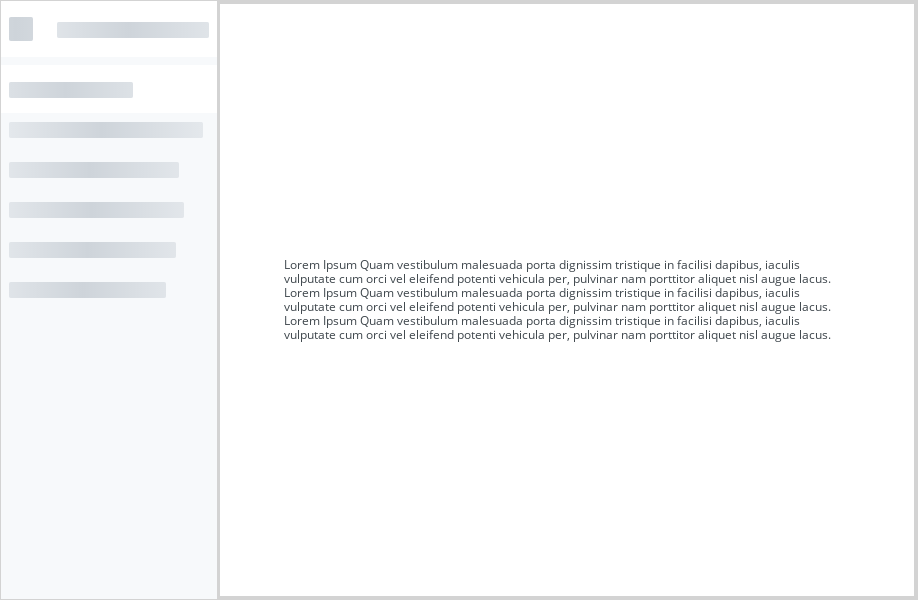 Lorem Ipsum Quam vestibulum malesuada porta dignissim tristique in facilisi dapibus, iaculis
vulputate cum orci vel eleifend potenti vehicula per, pulvinar nam porttitor aliquet nisl augue lacus.
Lorem Ipsum Quam vestibulum malesuada porta dignissim tristique in facilisi dapibus, iaculis
vulputate cum orci vel eleifend potenti vehicula per, pulvinar nam porttitor aliquet nisl augue lacus.
Lorem Ipsum Quam vestibulum malesuada porta dignissim tristique in facilisi dapibus, iaculis
vulputate cum orci vel eleifend potenti vehicula per, pulvinar nam porttitor aliquet nisl augue lacus.